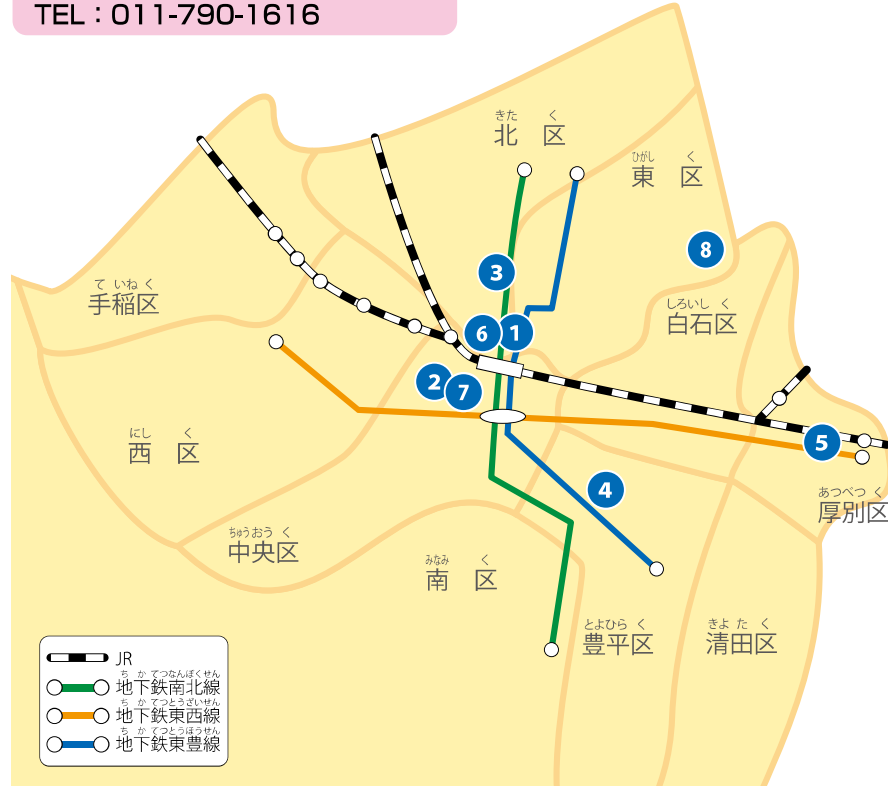 TEL：011-790-1616
きた く
北 区
ひがし く
東 区
8
3
て いね く
手稲区
しろいし く
白石区
6
1
2
7
にし く
西 区
5
4
あつべつ く
厚別区
ちゅうおう く
中央区
みなみ く
南 区
とよひら く
豊平区
きよ た く
清田区
JR
ち か てつなんぼくせん
地下鉄南北線
ち か てつとうざいせん
地下鉄東西線
ち か てつとうほうせん
地下鉄東豊線